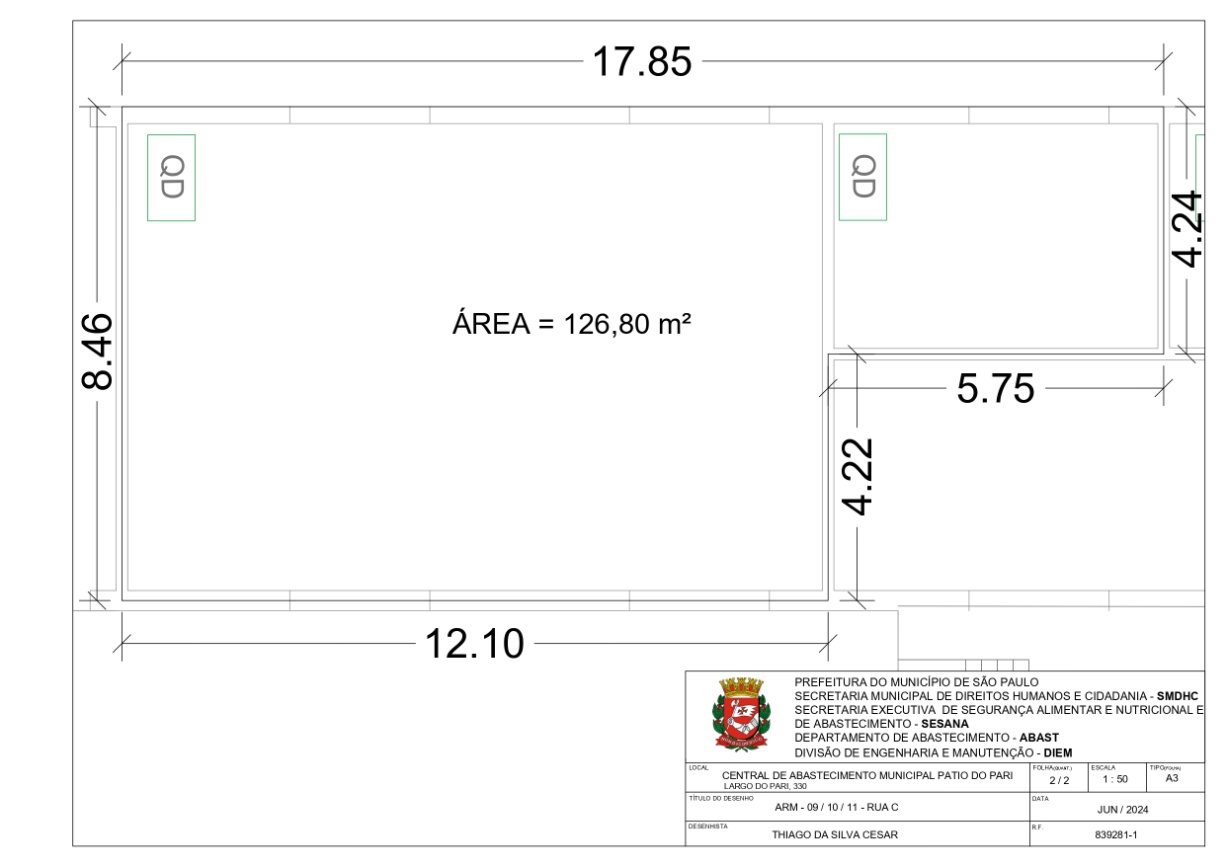 17.85
QD
QD
4.24
ÁREA = 126,80 m²
8.46
5.75
4.22
12.10
PREFEITURA DO MUNICÍPIO DE SÃO PAULO
SECRETARIA MUNICIPAL DE DIREITOS HUMANOS E CIDADANIA - SMDHC
SECRETARIA EXECUTIVA DE SEGURANÇA ALIMENTAR E NUTRICIONAL E
DE ABASTECIMENTO - SESANA
DEPARTAMENTO DE ABASTECIMENTO - ABAST
DIVISÃO DE ENGENHARIA E MANUTENÇÃO - DIEM
LOCAL
CENTRAL DE ABASTECIMENTO MUNICIPAL PATIO DO PARI
LARGO DO PARI, 330
FOLHA(QUANT.)
2 / 2
ESCALA
1 : 50
TIPO(FOLHA)
A3
TÍTULO DO DESENHO
ARM - 09 / 10 / 11 - RUA C
DATA
JUN / 2024
DESENHISTA
THIAGO DA SILVA CESAR
R.F.
839281-1